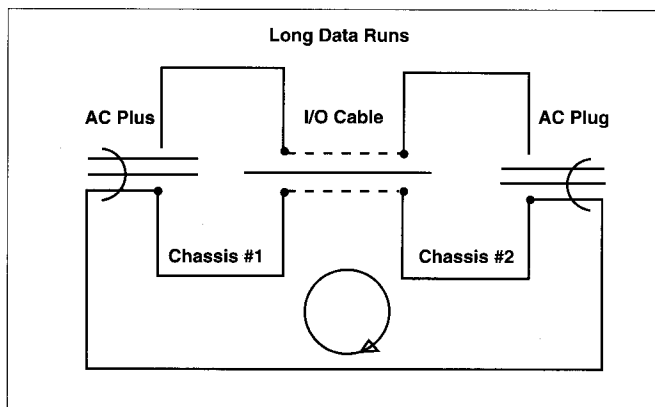 Long Data Runs
AC Plus
I/O Cable
AC Plug
Chassis #1
Chassis #2